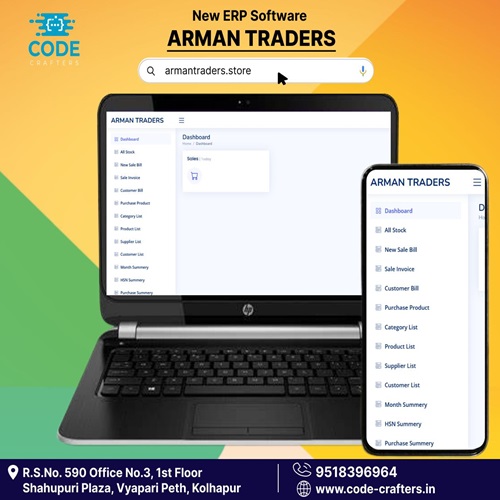 New ERP Software
CODE
CRAFTERS
ARMAN TRADERS
armantraders.store
ARMAN TRADERS
Dashboard
All Stock
New Sale Bill
Sale Invoice
Customer Bill
Purchase Product
Category List
Product List
Supplier List
Customer List
Month Summery
HSN Summery
Purchase Summery
Dashboard
Home / Dashboard
Sales | Today
hp
ARMAN TRADERS
D
Dashboard
All Stock
New Sale Bill
Sale Invoice
Customer Bill
Purchase Product
Category List
Product List
Supplier List
Customer List
Month Summery
HSN Summery
Purchase Summery
R.S.No. 590 Office No.3, 1st Floor
Shahupuri Plaza, Vyapari Peth, Kolhapur
9518396964
www.code-crafters.in